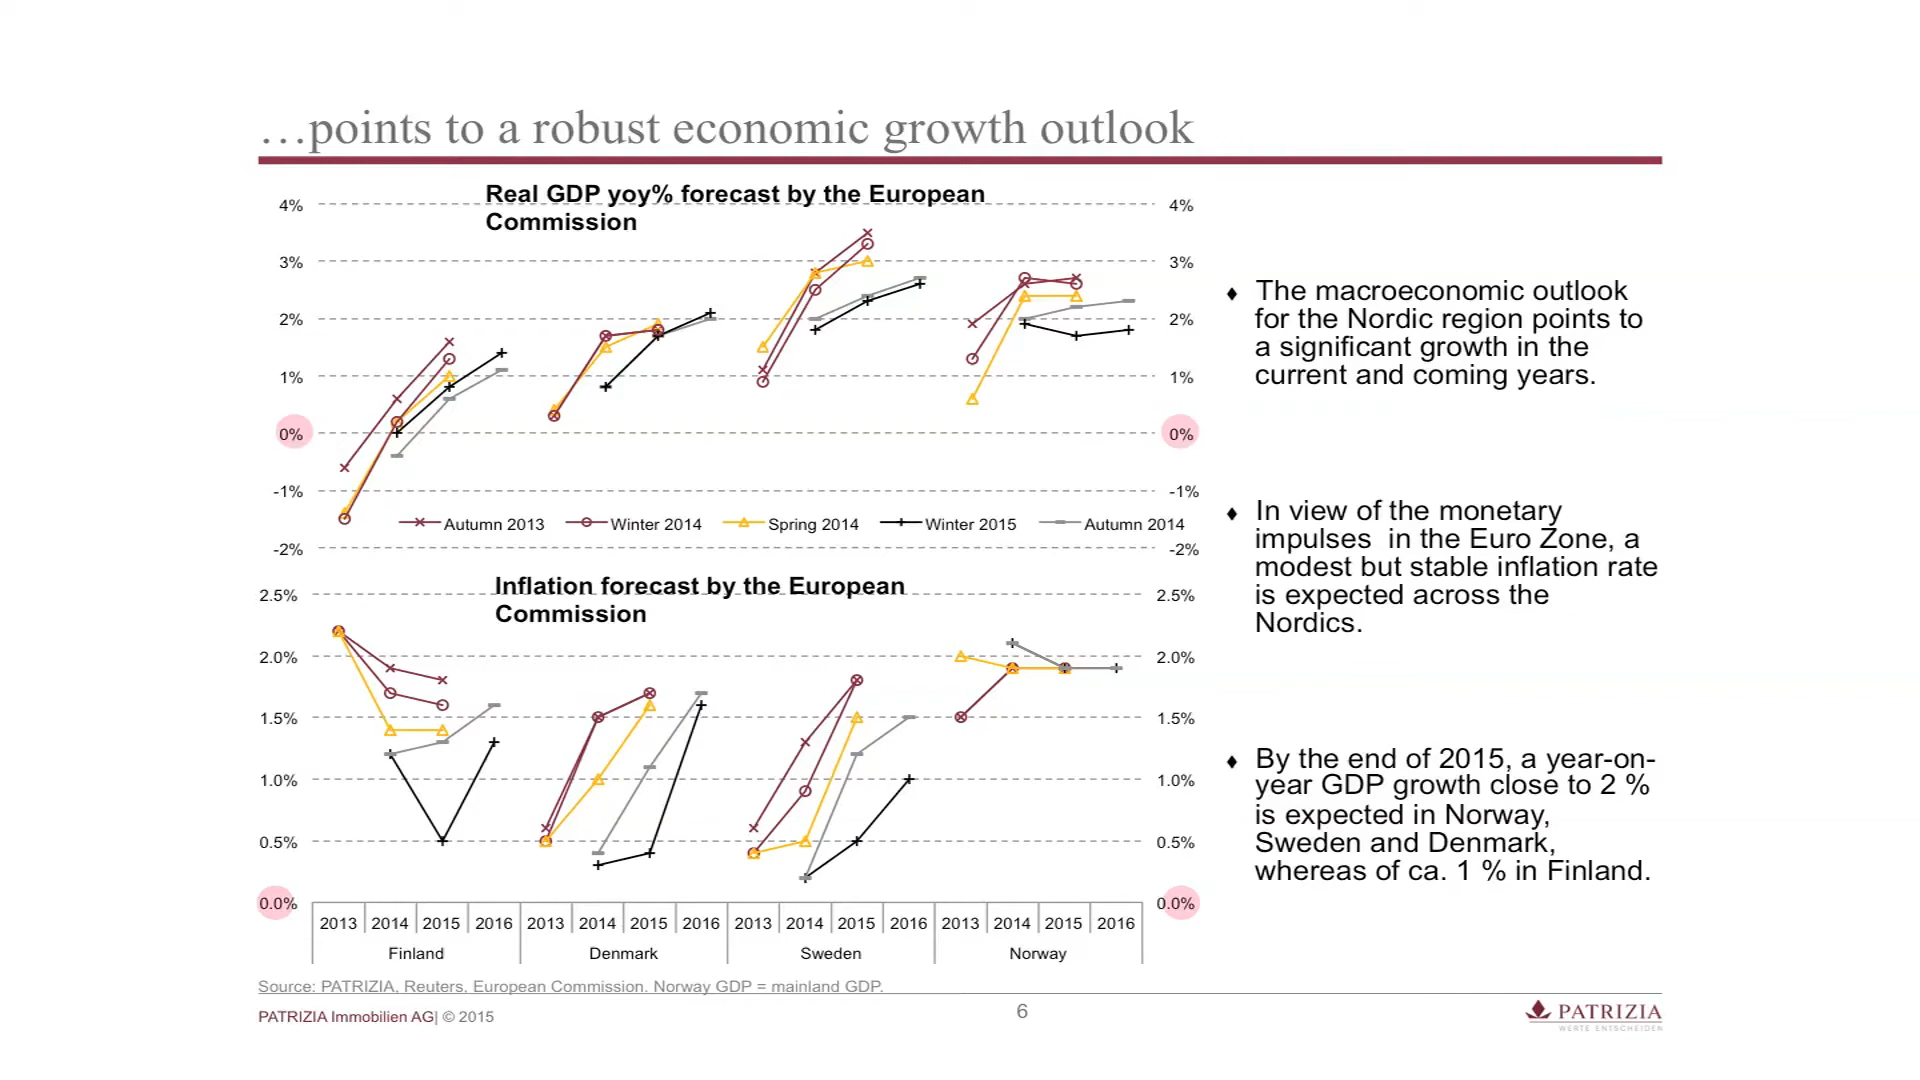 …points to a robust economic growth outlook
Real GDP yoy% forecast by the European
Commission
4%
4%
3%
3%
2%
2%
1%
1%
0%
0%
-1%
-1%
-2%
-2%
Autumn 2013
Winter 2014
Spring 2014
Winter 2015
Autumn 2014
Inflation forecast by the European
Commission
2.5%
2.5%
2.0%
2.0%
1.5%
1.5%
1.0%
1.0%
0.5%
0.5%
0.0%
0.0%
2013 2014 2015 2016 2013 2014 2015 2016 2013 2014 2015 2016 2013 2014 2015 2016
Finland Denmark Sweden Norway
♦ The macroeconomic outlook
for the Nordic region points to
a significant growth in the
current and coming years.
♦ In view of the monetary
impulses in the Euro Zone, a
modest but stable inflation rate
is expected across the
Nordics.
♦ By the end of 2015, a year-on-
year GDP growth close to 2 %
is expected in Norway,
Sweden and Denmark,
whereas of ca. 1 % in Finland.
Source: PATRIZIA, Reuters, European Commission. Norway GDP = mainland GDP.
PATRIZIA Immobilien AG| © 2015
6
PATRIZIA
WERTE ENTSCHEIDEN